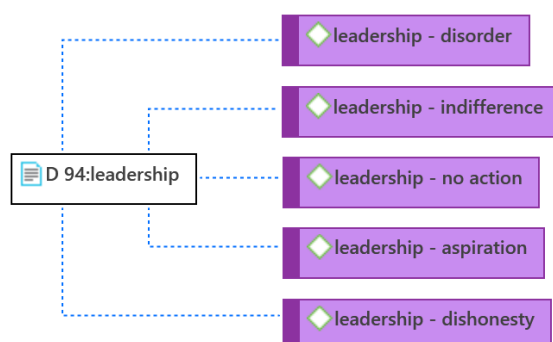 leadership - disorder
leadership - indifference
D 94:leadership
leadership - no action
leadership - aspiration
leadership - dishonesty